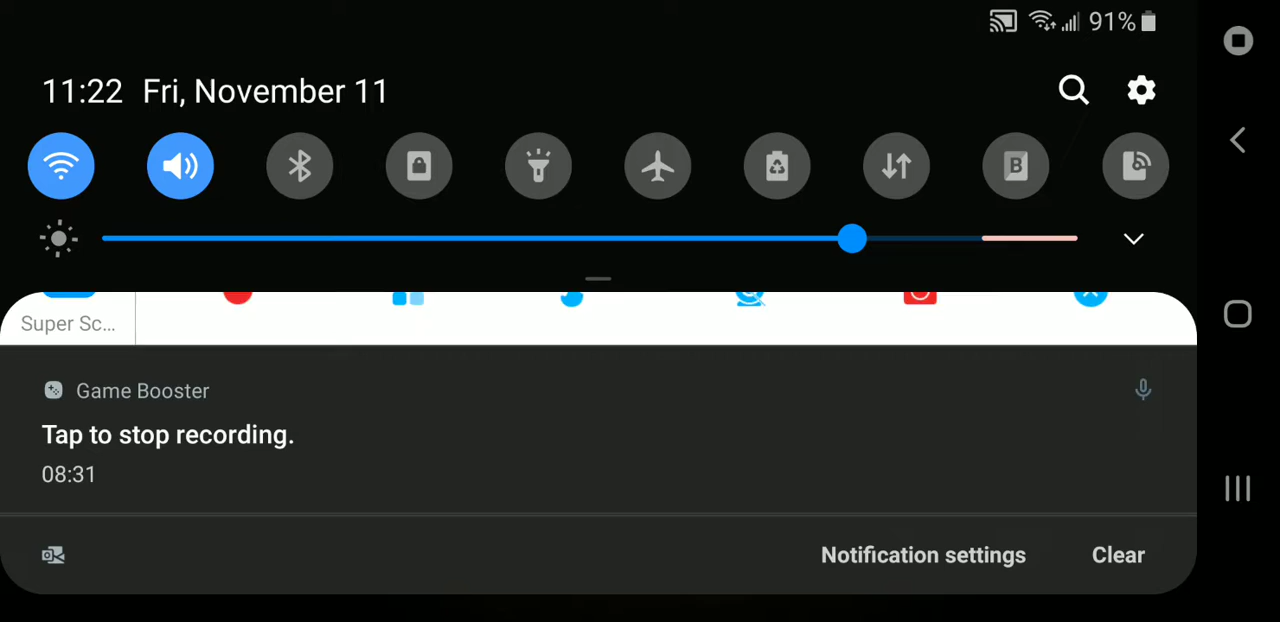 91%
11:22 Fri, November 11
B
Super Sc...
Game Booster
Tap to stop recording.
08:31
Notification settings Clear